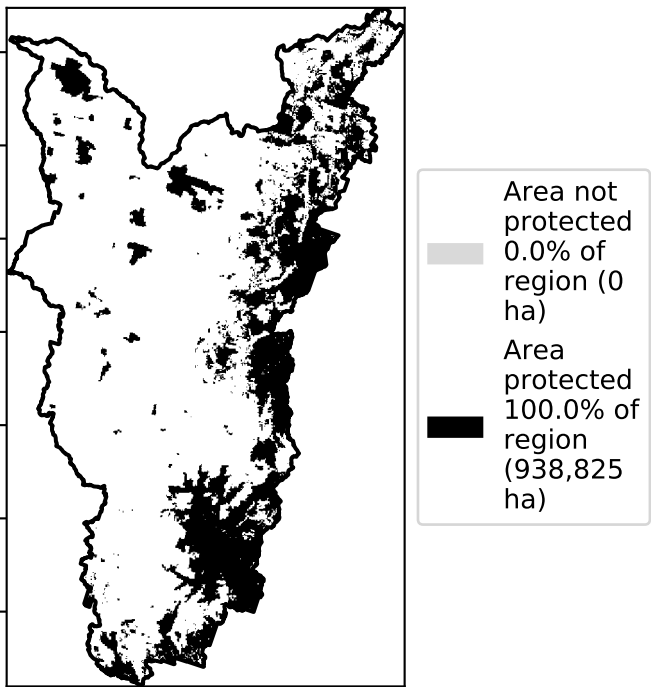 Area not
protected
0.0% of
region (0
ha)
Area
protected
100.0% of
region
(938,825
ha)